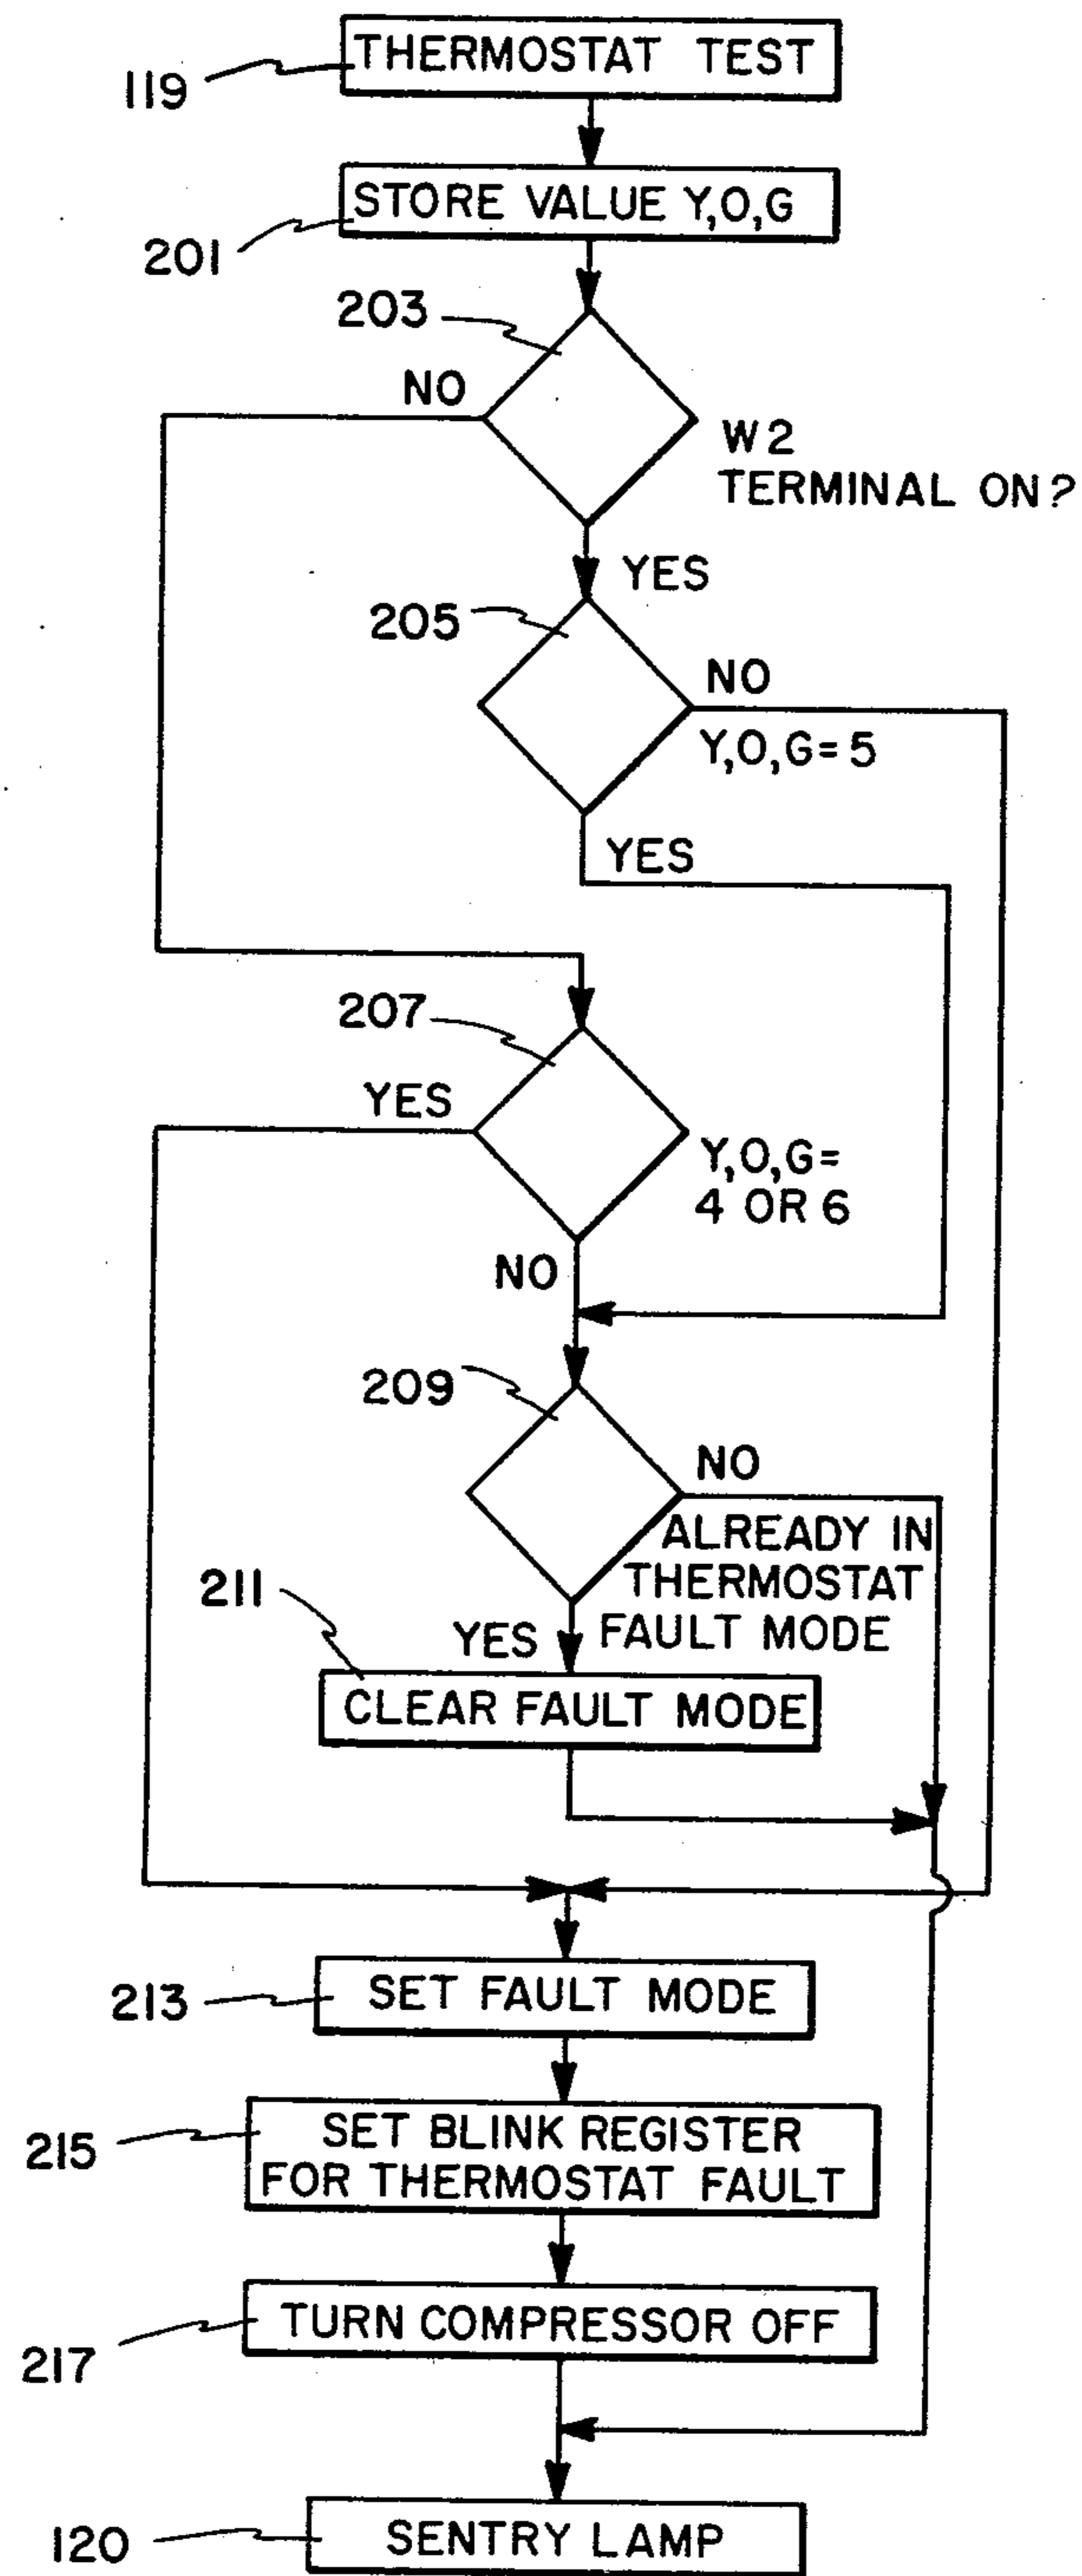 THERMOSTAT TEST
119
STORE VALUE Y,O,G
201
203
NO
W2
TERMINAL ON?
YES
205
NO
Y,O,G=5
YES
207
YES
Y,O,G=
4 OR 6
NO
209
NO
ALREADY IN
THERMOSTAT
FAULT MODE
211
YES
CLEAR FAULT MODE
213
SET FAULT MODE
215
SET BLINK REGISTER
FOR THERMOSTAT FAULT
TURN COMPRESSOR OFF
217
120
SENTRY LAMP